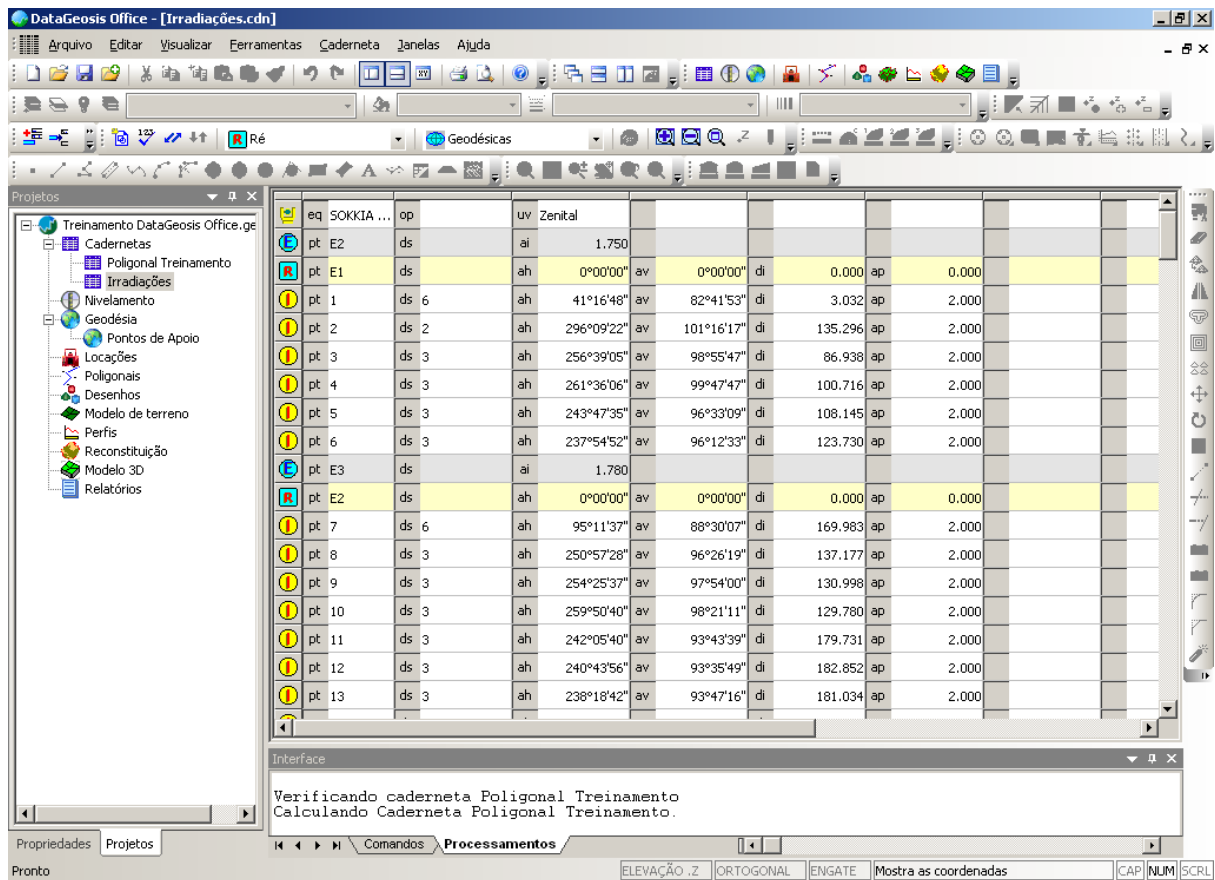 DataGeosis Office - [Irradiações.cdn]
Arquivo Editar Visualizar Ferramentas Caderneta Janelas Ajuda
Ré Geodésicas
Projetos
Treinamento DataGeosis Office.ge
Cadernetas
Poligonal Treinamento
Irradiações
Nivelamento
Geodésia
Pontos de Apoio
Locações
Poligonais
Desenhos
Modelo de terreno
Perfis
Reconstituição
Modelo 3D
Relatórios
Propriedades Projetos
eq SOKKIA ... op uv Zenital
E pt E2 ds ai 1.750
R pt E1 ds ah 0°00'00" av 0°00'00" di 0.000 ap 0.000
I pt 1 ds 6 ah 41°16'48" av 82°41'53" di 3.032 ap 2.000
I pt 2 ds 2 ah 296°09'22" av 101°16'17" di 135.296 ap 2.000
I pt 3 ds 3 ah 256°39'05" av 98°55'47" di 86.938 ap 2.000
I pt 4 ds 3 ah 261°36'06" av 99°47'47" di 100.716 ap 2.000
I pt 5 ds 3 ah 243°47'35" av 96°33'09" di 108.145 ap 2.000
I pt 6 ds 3 ah 237°54'52" av 96°12'33" di 123.730 ap 2.000
E pt E3 ds ai 1.780
R pt E2 ds ah 0°00'00" av 0°00'00" di 0.000 ap 0.000
I pt 7 ds 6 ah 95°11'37" av 88°30'07" di 169.983 ap 2.000
I pt 8 ds 3 ah 250°57'28" av 96°26'19" di 137.177 ap 2.000
I pt 9 ds 3 ah 254°25'37" av 97°54'00" di 130.998 ap 2.000
I pt 10 ds 3 ah 259°50'40" av 98°21'11" di 129.780 ap 2.000
I pt 11 ds 3 ah 242°05'40" av 93°43'39" di 179.731 ap 2.000
I pt 12 ds 3 ah 240°43'56" av 93°35'49" di 182.852 ap 2.000
I pt 13 ds 3 ah 238°18'42" av 93°47'16" di 181.034 ap 2.000
Interface
Verificando caderneta Poligonal Treinamento
Calculando Caderneta Poligonal Treinamento.
Comandos Processamentos
Pronto ELEVAÇÃO .Z ORTOGONAL ENGATE Mostra as coordenadas CAP NUM SCRL